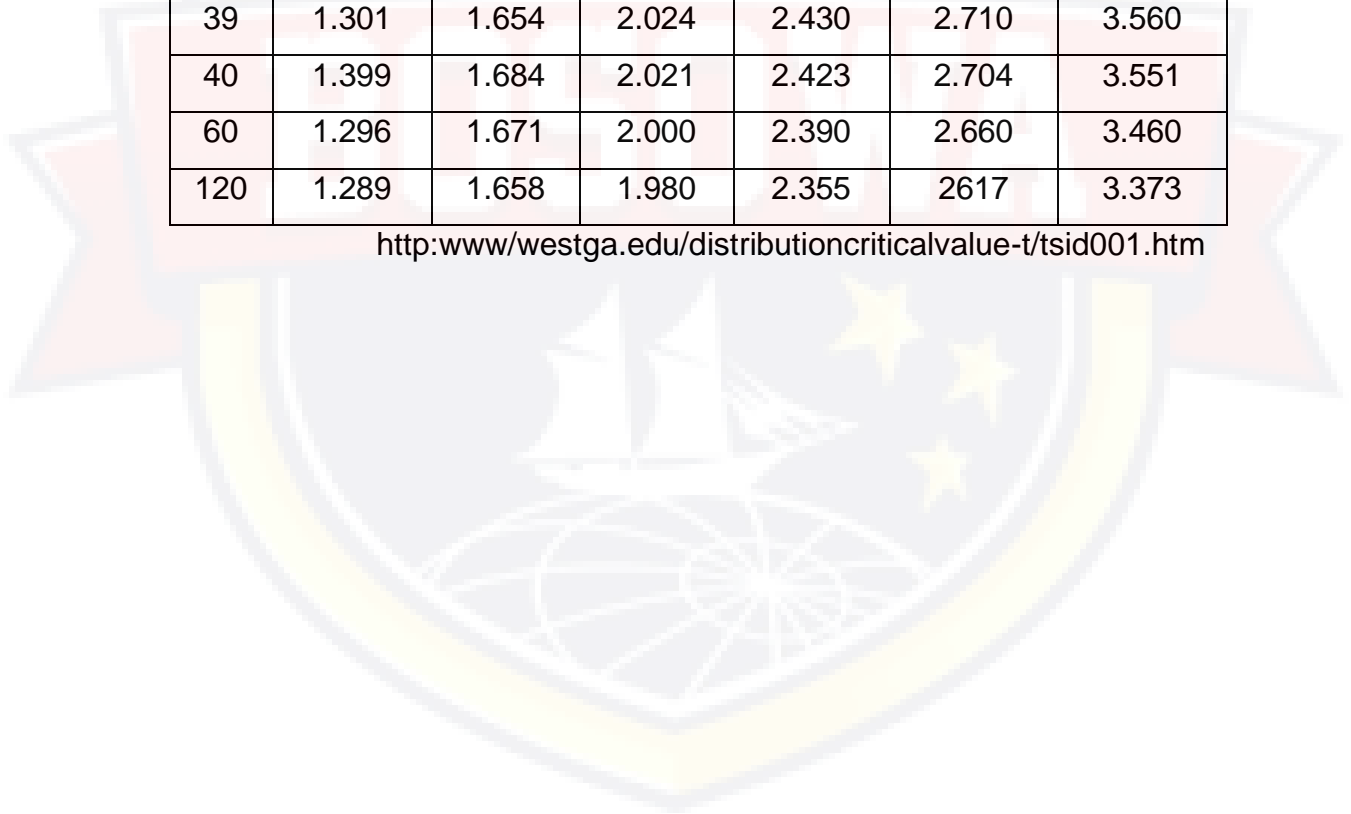 39 1.301 1.654 2.024 2.430 2.710 3.560
40 1.399 1.684 2.021 2.423 2.704 3.551
60 1.296 1.671 2.000 2.390 2.660 3.460
120 1.289 1.658 1.980 2.355 2617 3.373
http:www/westga.edu/distributioncriticalvalue-t/tsid001.htm
BOSOWA